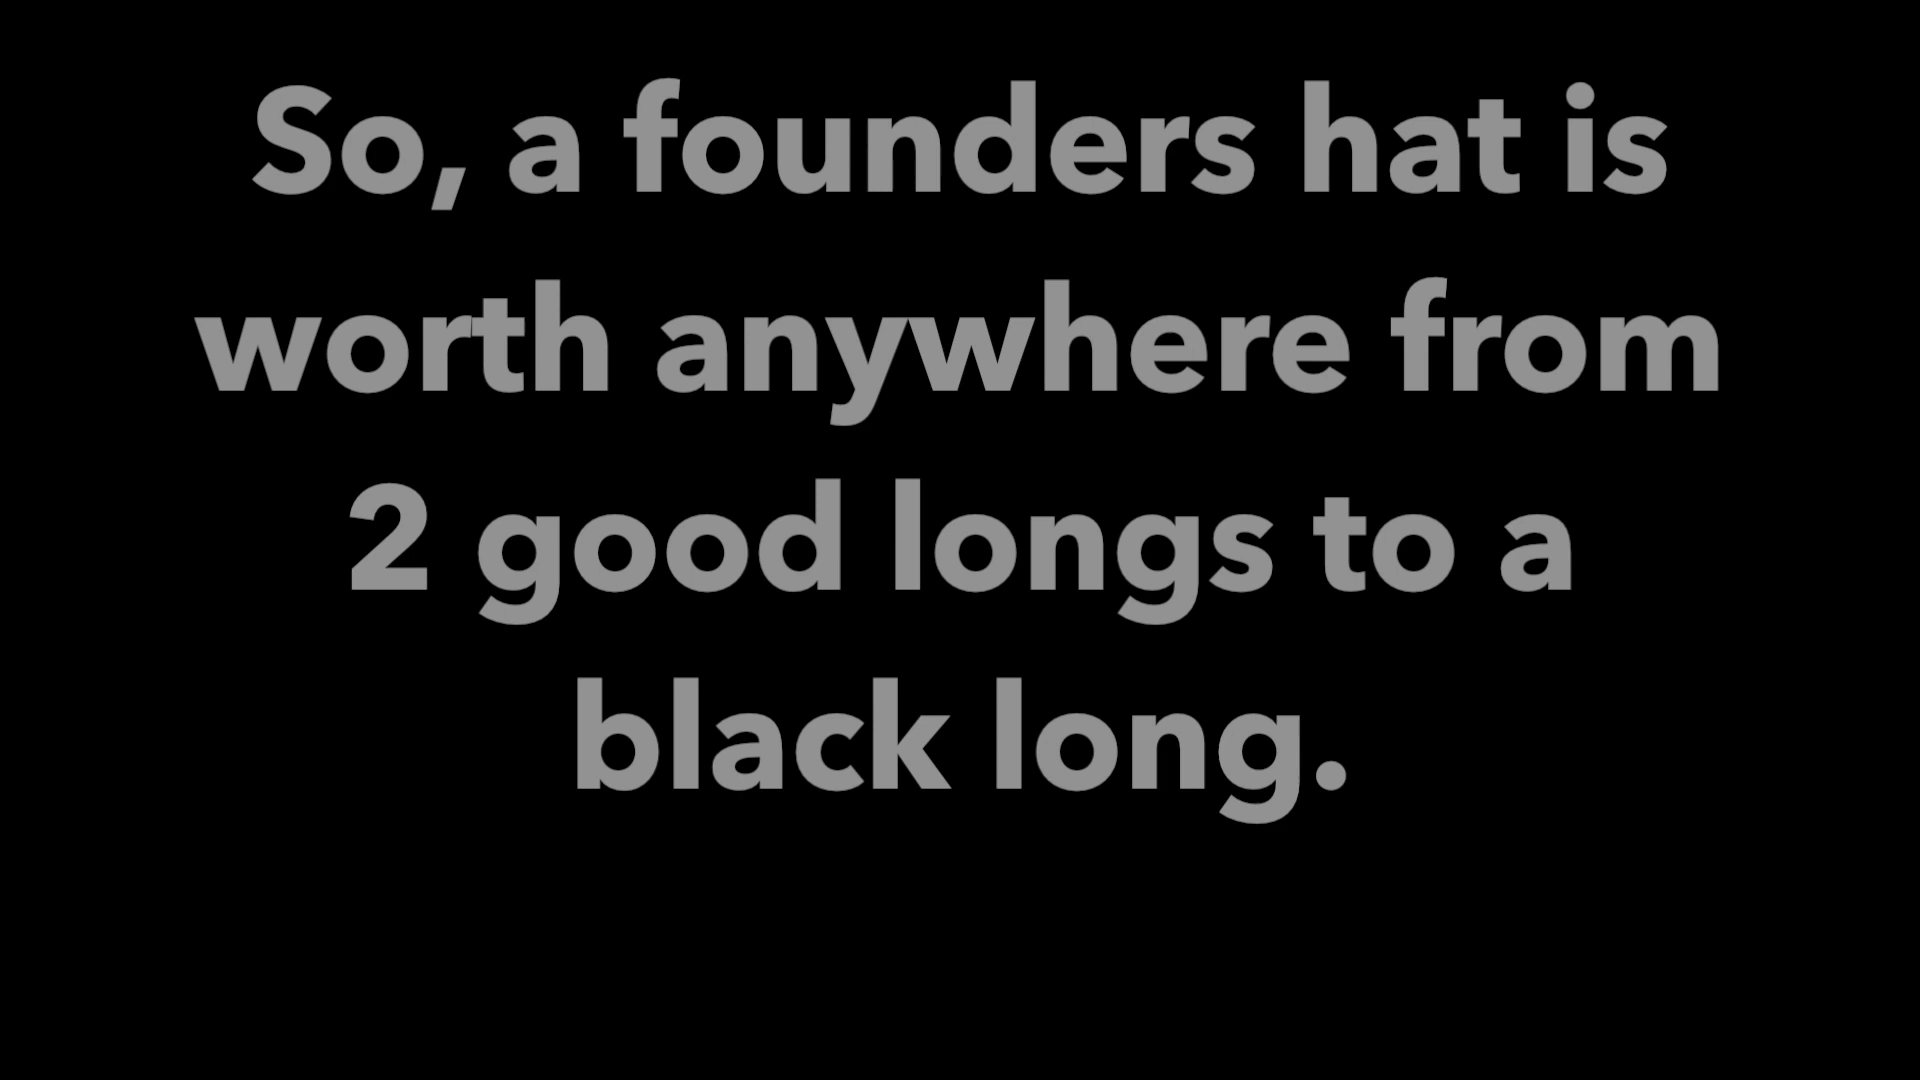 So, a founders hat is
worth anywhere from
2 good longs to a
black long.